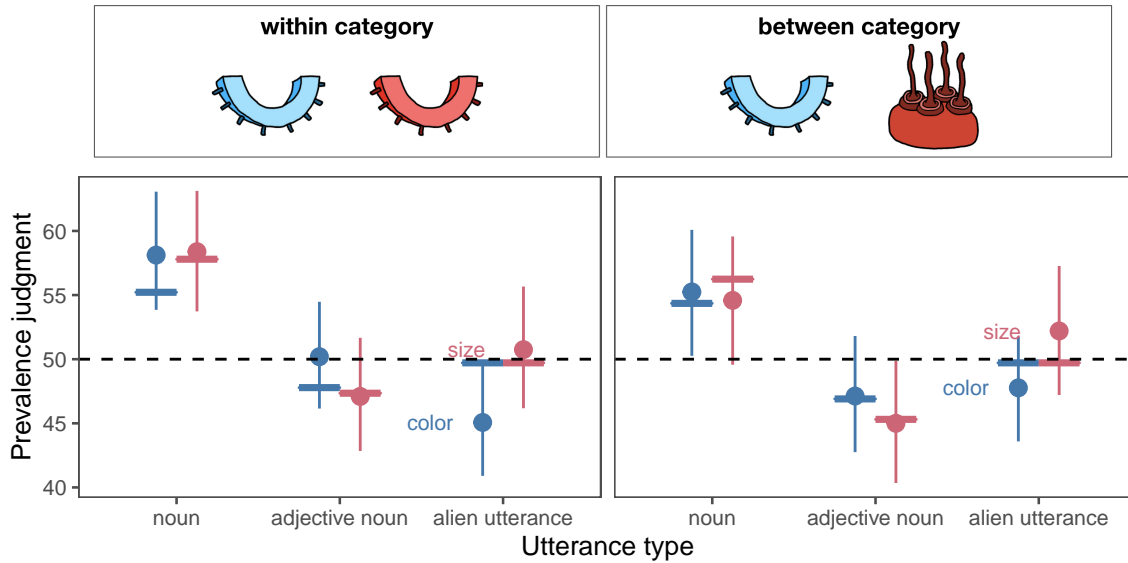 within category
between category
Prevalence judgment
60
55
50
45
40
size
color
size
color
noun
adjective noun
alien utterance
noun
adjective noun
alien utterance
Utterance type